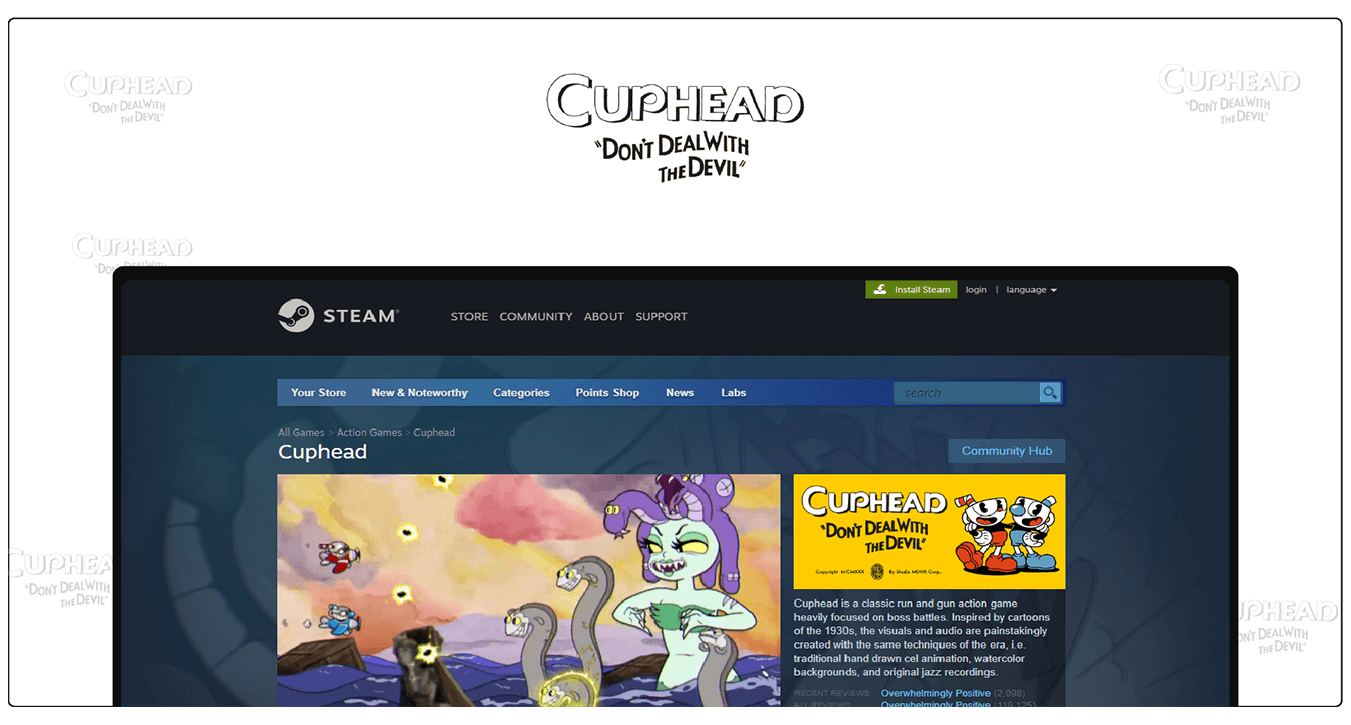 CUPHEAD
"DON'T DEAL WITH
THE DEVIL"
CUPHEAD
"DON'T DEAL WITH
THE DEVIL"
CUPHEAD
"DON'T DEAL WITH
THE DEVIL"
CUPHEAD
"DON'T DEAL WITH
Install Steam login | language
STEAM®
STORE COMMUNITY ABOUT SUPPORT
Your Store New & Noteworthy Categories Points Shop News Labs search
All Games > Action Games > Cuphead
Cuphead
Community Hub
CUPHEAD
"DON'T DEAL WITH
THE DEVIL"
Copyright MCMXXX By Studio MDHR Corp.
Cuphead is a classic run and gun action game
heavily focused on boss battles. Inspired by cartoons
of the 1930s, the visuals and audio are painstakingly
created with the same techniques of the era, i.e.
traditional hand drawn cel animation, watercolor
backgrounds, and original jazz recordings.
RECENT REVIEWS: Overwhelmingly Positive (2,098)
ALL REVIEWS: Overwhelmingly Positive (119,125)
CUPHEA
"DON'T DEAL WITH
THE DEVIL"
UPHEAD
ON'T DEAL WITH
THE DEVIL"